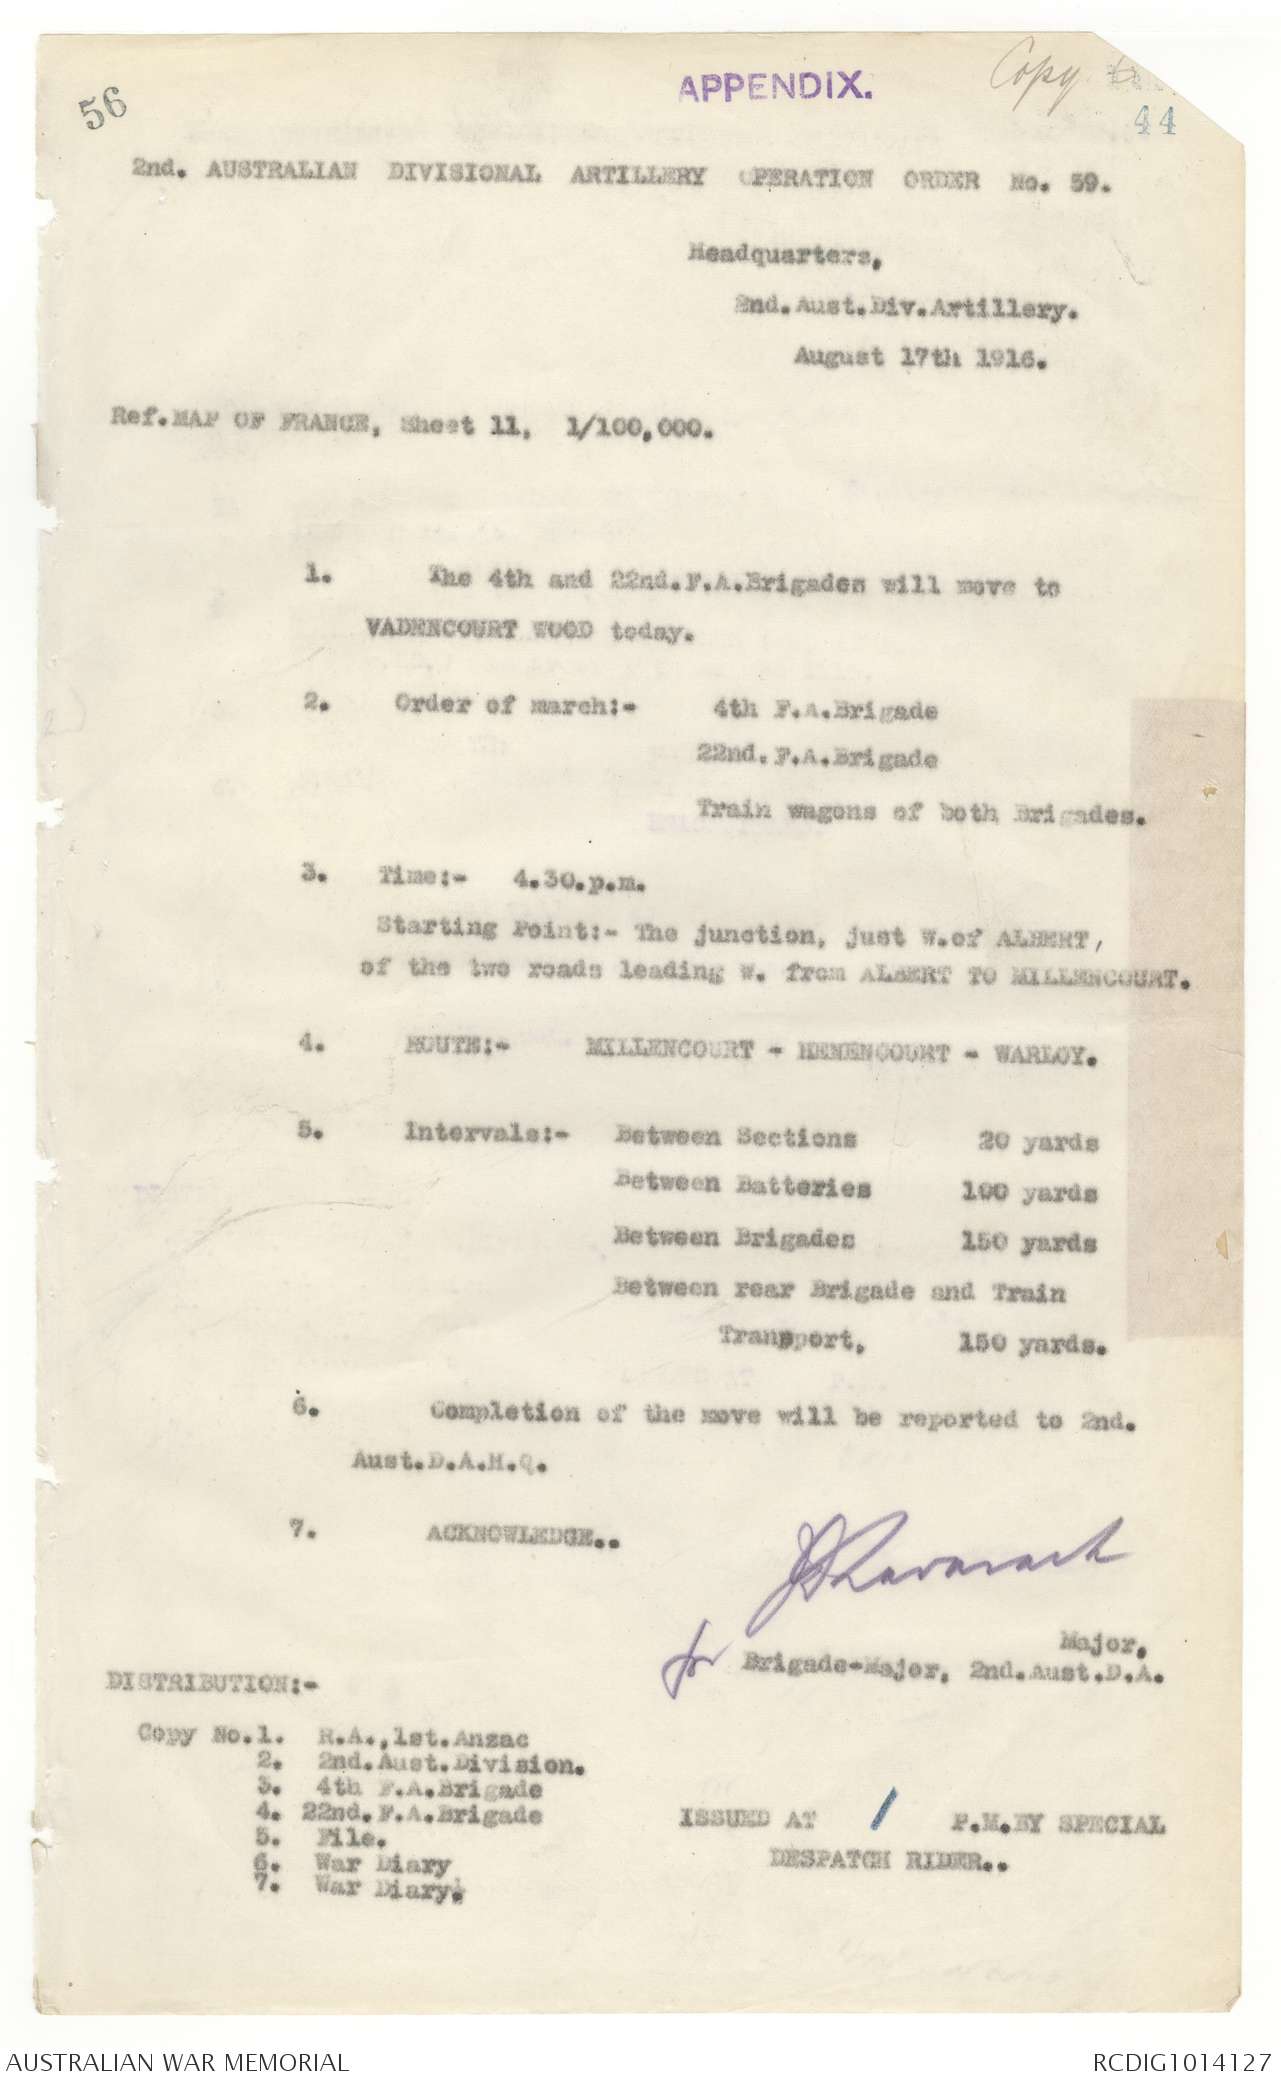 56
APPENDIX.
Copy
44
2nd. AUSTRALIAN DIVISIONAL ARTILLERY OPERATION ORDER No. 39.
Headquarters,
2nd.Aust.Div.Artillery.
August 17th 1916.
Ref.MAP OF FRANCE, Sheet 11, 1/100,000.
1. The 4th and 22nd.F.A.Brigades will move to
VADENCOURT WOOD today.
2. Order of march:- 4th F.A.Brigade
22nd.F.A.Brigade
Train wagons of both Brigades.
3. Time:- 4.30.p.m.
Starting Point:- The junction, just W.of ALBERT,
of the two roads leading W. from ALBERT TO MILLENCOURT.
4. ROUTE:- MILLENCOURT - HENENCOURT - WARLOY.
5. Intervals:- Between Sections 20 yards
Between Batteries 100 yards
Between Brigades 150 yards
Between rear Brigade and Train
Transport, 150 yards.
6. Completion of the move will be reported to 2nd.
Aust.D.A.H.Q.
7. ACKNOWLEDGE..
for
Major,
Brigade-Major, 2nd.Aust.D.A.
DISTRIBUTION:-
Copy No.1. R.A.,1st.Anzac
2. 2nd.Aust.Division.
3. 4th F.A.Brigade
4. 22nd.F.A.Brigade
5. File.
6. War Diary
7. War Diary.
ISSUED AT 1 P.M.BY SPECIAL
DESPATCH RIDER..
AUSTRALIAN WAR MEMORIAL
RCDIG1014127